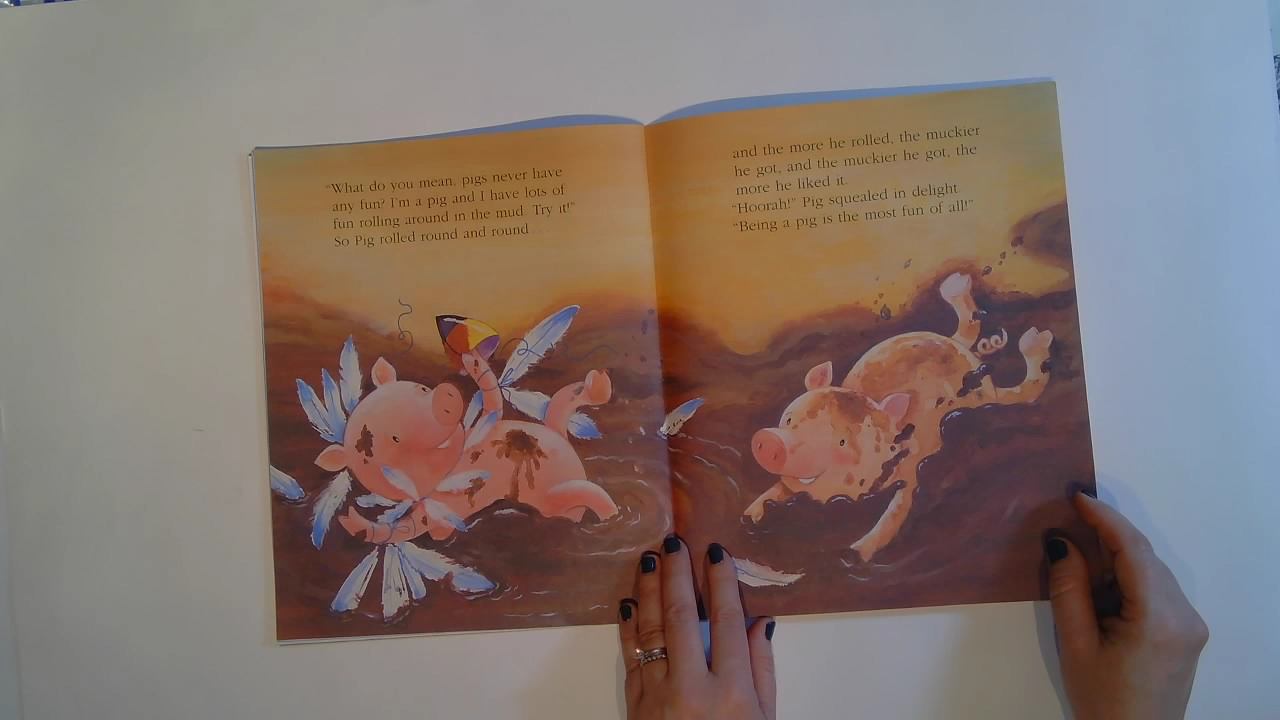 "What do you mean, pigs never have
any fun? I'm a pig and I have lots of
fun rolling around in the mud. Try it!"
So Pig rolled round and round . . .
and the more he rolled, the muckier
he got, and the muckier he got, the
more he liked it.
"Hoorah!" Pig squealed in delight.
"Being a pig is the most fun of all!"